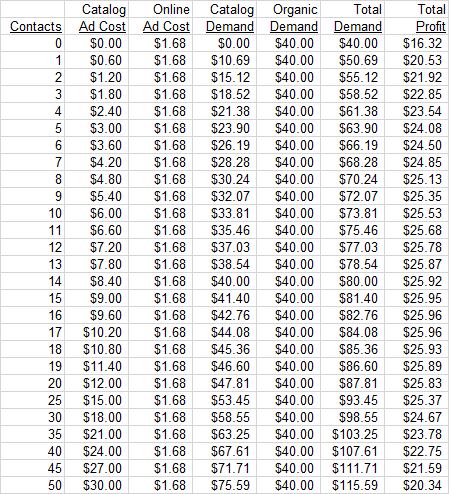 Catalog Online Catalog Organic Total Total
Contacts Ad Cost Ad Cost Demand Demand Demand Profit
0 $0.00 $1.68 $0.00 $40.00 $40.00 $16.32
1 $0.60 $1.68 $10.69 $40.00 $50.69 $20.53
2 $1.20 $1.68 $15.12 $40.00 $55.12 $21.92
3 $1.80 $1.68 $18.52 $40.00 $58.52 $22.85
4 $2.40 $1.68 $21.38 $40.00 $61.38 $23.54
5 $3.00 $1.68 $23.90 $40.00 $63.90 $24.08
6 $3.60 $1.68 $26.19 $40.00 $66.19 $24.50
7 $4.20 $1.68 $28.28 $40.00 $68.28 $24.85
8 $4.80 $1.68 $30.24 $40.00 $70.24 $25.13
9 $5.40 $1.68 $32.07 $40.00 $72.07 $25.35
10 $6.00 $1.68 $33.81 $40.00 $73.81 $25.53
11 $6.60 $1.68 $35.46 $40.00 $75.46 $25.68
12 $7.20 $1.68 $37.03 $40.00 $77.03 $25.78
13 $7.80 $1.68 $38.54 $40.00 $78.54 $25.87
14 $8.40 $1.68 $40.00 $40.00 $80.00 $25.92
15 $9.00 $1.68 $41.40 $40.00 $81.40 $25.95
16 $9.60 $1.68 $42.76 $40.00 $82.76 $25.96
17 $10.20 $1.68 $44.08 $40.00 $84.08 $25.96
18 $10.80 $1.68 $45.36 $40.00 $85.36 $25.93
19 $11.40 $1.68 $46.60 $40.00 $86.60 $25.89
20 $12.00 $1.68 $47.81 $40.00 $87.81 $25.83
25 $15.00 $1.68 $53.45 $40.00 $93.45 $25.37
30 $18.00 $1.68 $58.55 $40.00 $98.55 $24.67
35 $21.00 $1.68 $63.25 $40.00 $103.25 $23.78
40 $24.00 $1.68 $67.61 $40.00 $107.61 $22.75
45 $27.00 $1.68 $71.71 $40.00 $111.71 $21.59
50 $30.00 $1.68 $75.59 $40.00 $115.59 $20.34